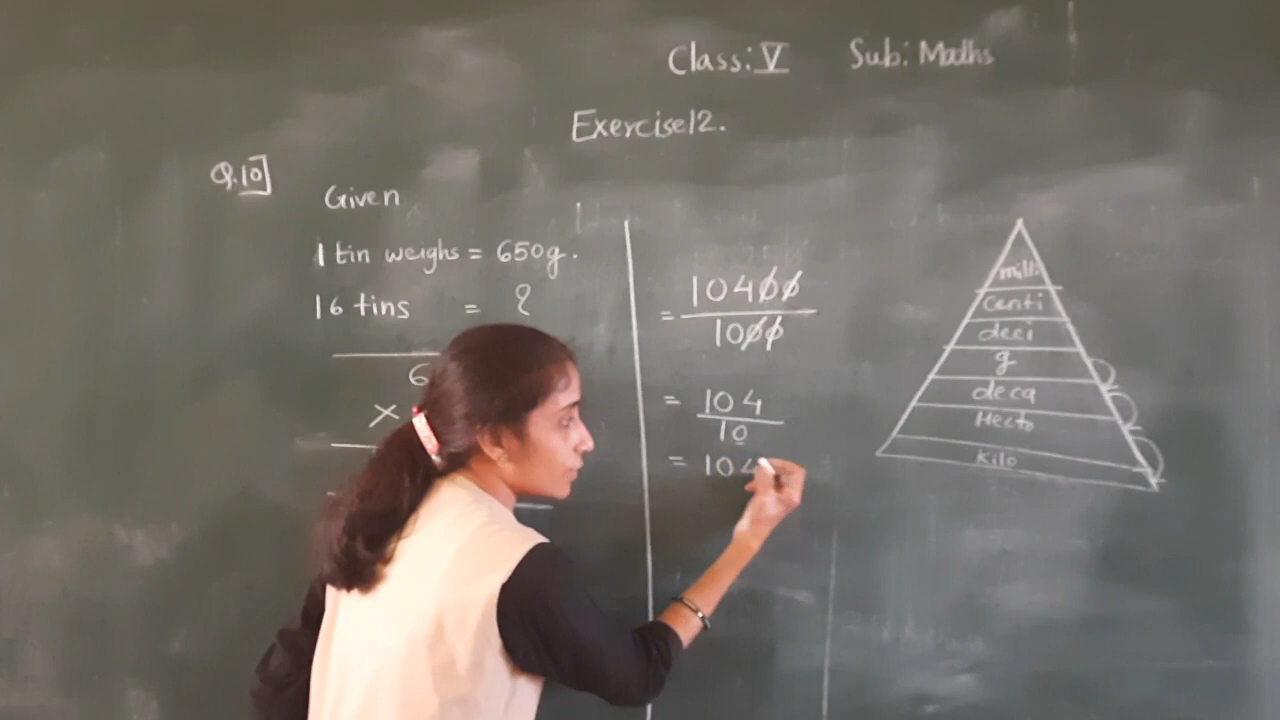 Class: V Sub: Maths
Exercise 12.
Q.10]
Given
1 tin weighs = 650g.
16 tins = ?
6
×
= 10400
1000
= 104
10
= 104
milli
centi
deci
g
deca
Hecto
kilo